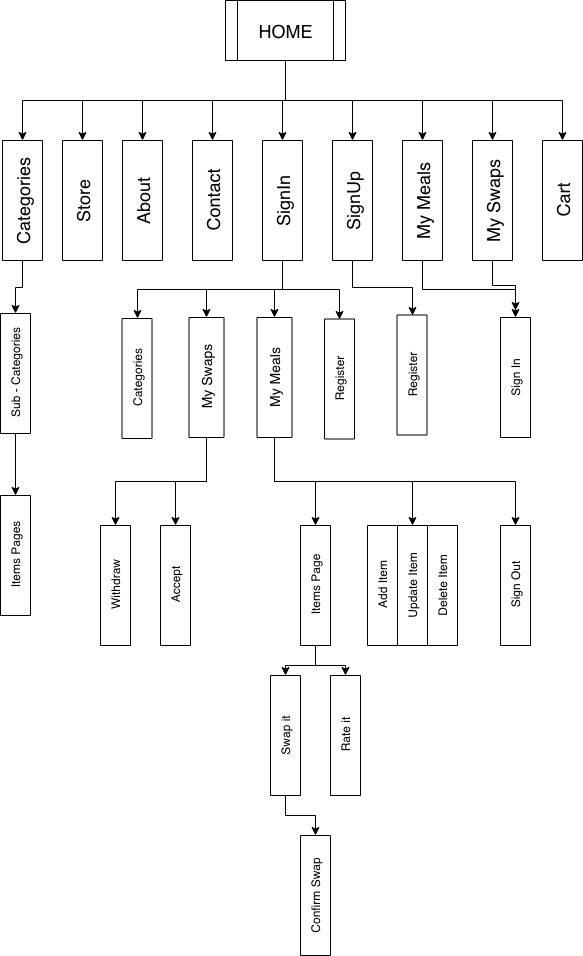 HOME
Categories
Store
About
Contact
SignIn
SignUp
My Meals
My Swaps
Cart
Sub - Categories
Categories
My Swaps
My Meals
Register
Register
Sign In
Items Pages
Withdraw
Accept
Items Page
Add Item
Update Item
Delete Item
Sign Out
Swap it
Rate it
Confirm Swap